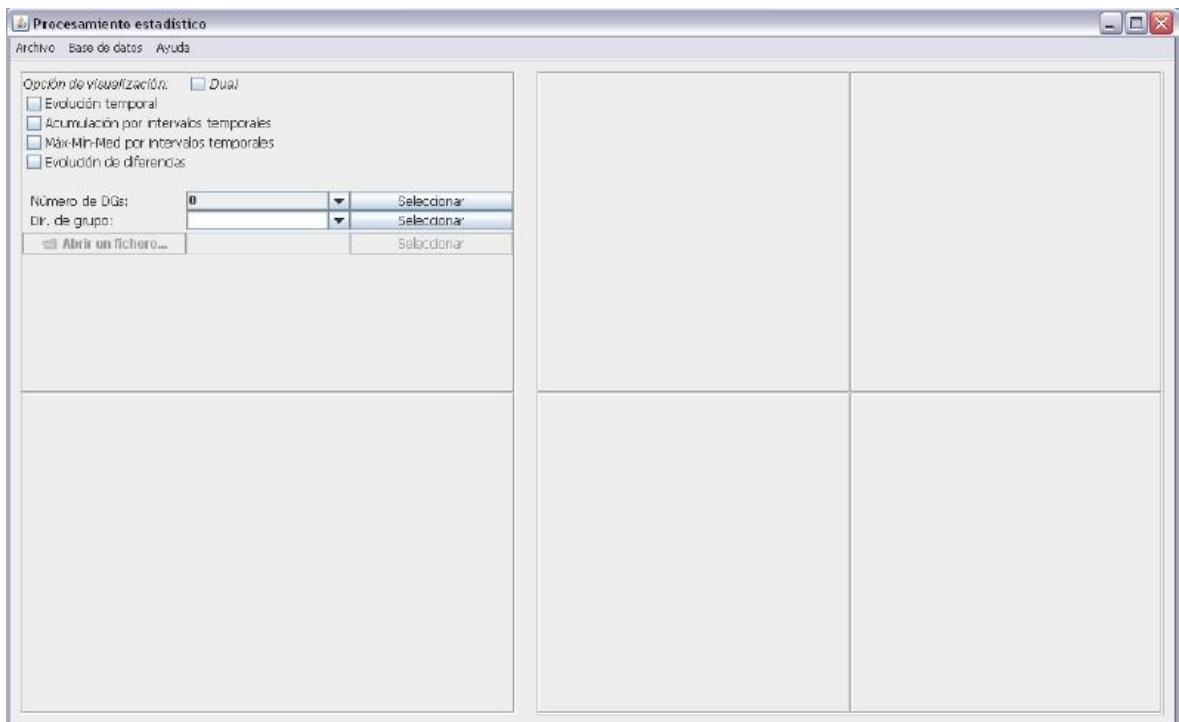 Procesamiento estadístico
Archivo Base de datos Ayuda
Opción de visualización: Dual
Evolución temporal
Acumulación por intervalos temporales
Máx-Mín-Med por intervalos temporales
Evolución de diferencias
Número de DGs: 0 Seleccionar
Dir. de grupo: Seleccionar
Abrir un fichero... Seleccionar